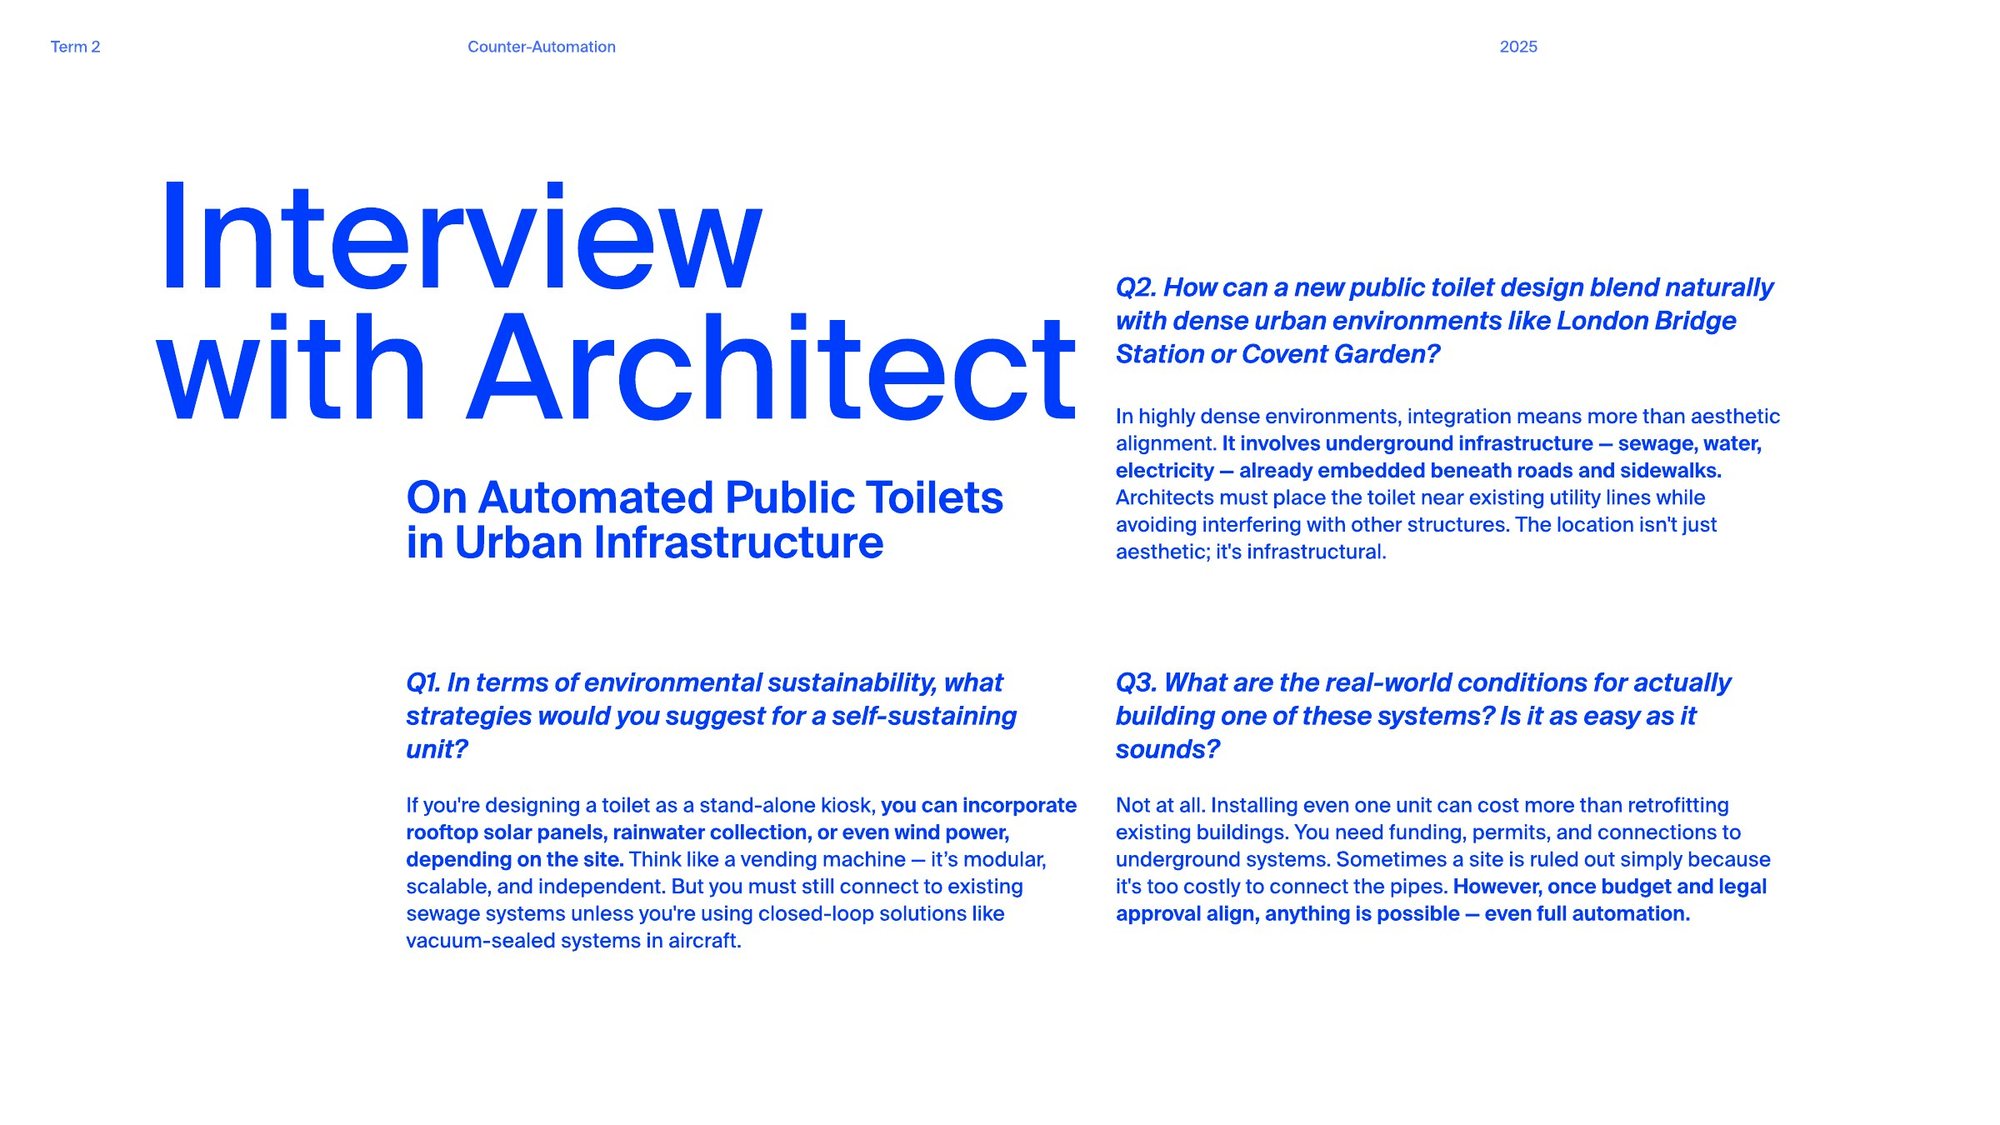 Term 2
Counter-Automation
2025
Interview
with Architect
On Automated Public Toilets
in Urban Infrastructure
Q1. In terms of environmental sustainability, what
strategies would you suggest for a self-sustaining
unit?
If you're designing a toilet as a stand-alone kiosk, you can incorporate
rooftop solar panels, rainwater collection, or even wind power,
depending on the site. Think like a vending machine — it’s modular,
scalable, and independent. But you must still connect to existing
sewage systems unless you're using closed-loop solutions like
vacuum-sealed systems in aircraft.
Q2. How can a new public toilet design blend naturally
with dense urban environments like London Bridge
Station or Covent Garden?
In highly dense environments, integration means more than aesthetic
alignment. It involves underground infrastructure — sewage, water,
electricity — already embedded beneath roads and sidewalks.
Architects must place the toilet near existing utility lines while
avoiding interfering with other structures. The location isn't just
aesthetic; it's infrastructural.
Q3. What are the real-world conditions for actually
building one of these systems? Is it as easy as it
sounds?
Not at all. Installing even one unit can cost more than retrofitting
existing buildings. You need funding, permits, and connections to
underground systems. Sometimes a site is ruled out simply because
it's too costly to connect the pipes. However, once budget and legal
approval align, anything is possible — even full automation.